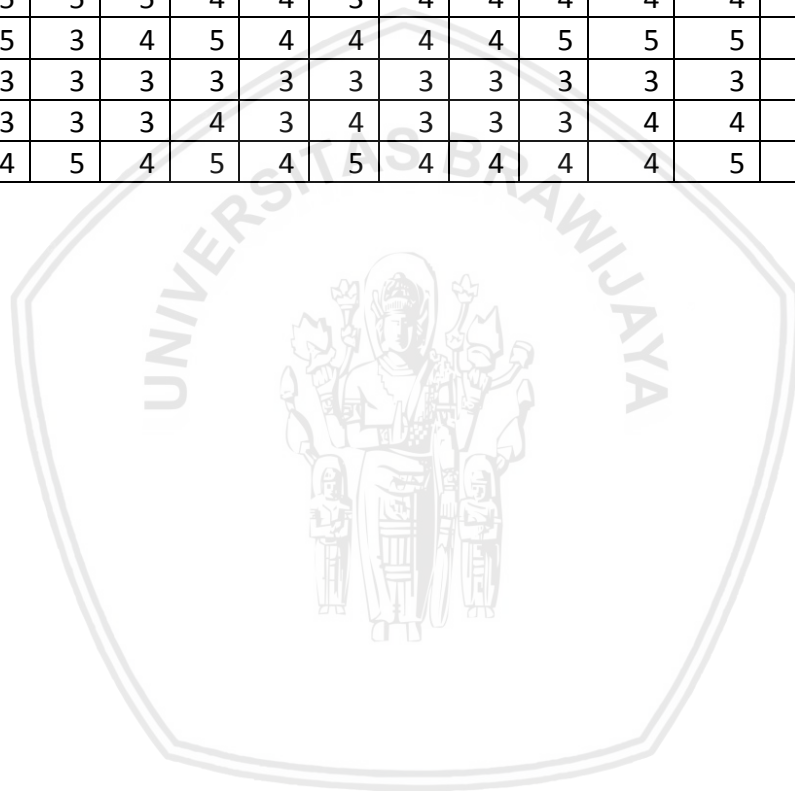 5 3 4 5 4 4 4 4 5 5 5
3 3 3 3 3 3 3 3 3 3 3
3 3 3 4 3 4 3 3 3 4 4
4 5 4 5 4 5 4 4 4 4 5
UNIVERSITAS BRAWIJAYA